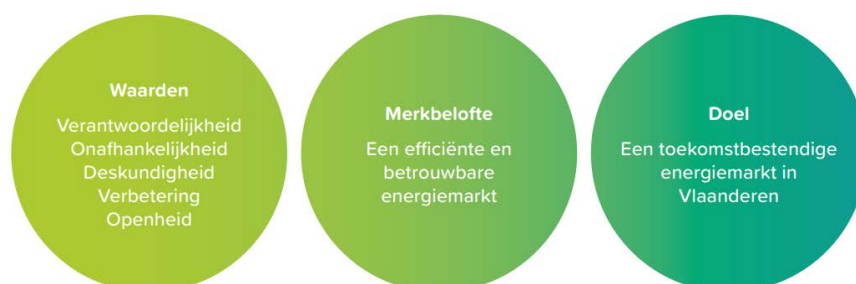 Waarden
Verantwoordelijkheid
Onafhankelijkheid
Deskundigheid
Verbetering
Openheid
Merkbelofte
Een efficiënte en
betrouwbare
energiemarkt
Doel
Een toekomstbestendige
energiemarkt in
Vlaanderen